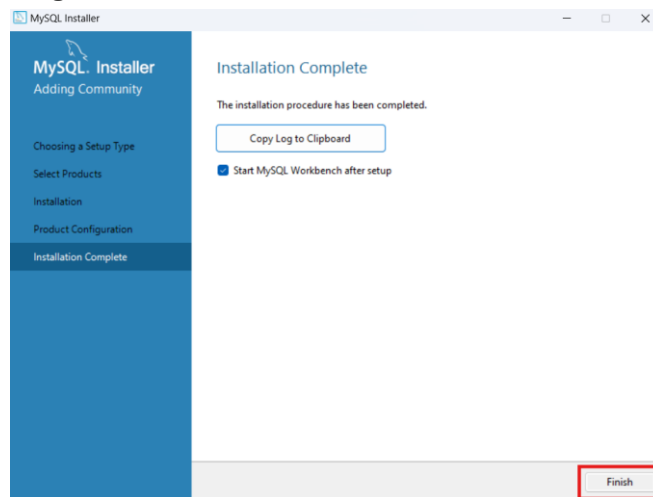 MySQL Installer
MySQL. Installer
Adding Community
Choosing a Setup Type
Select Products
Installation
Product Configuration
Installation Complete
Installation Complete
The installation procedure has been completed.
Copy Log to Clipboard
Start MySQL Workbench after setup
Finish